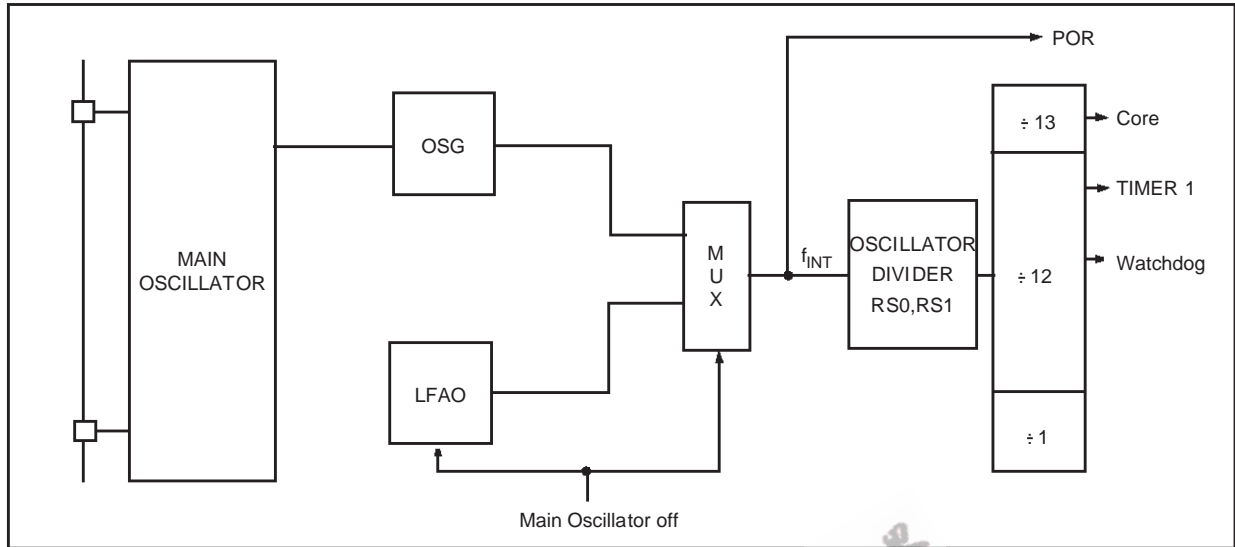 POR
÷ 13
Core
OSG
TIMER 1
MAIN
OSCILLATOR
M
U
X
fINT
OSCILLATOR
DIVIDER
RS0,RS1
÷ 12
Watchdog
LFAO
÷ 1
Main Oscillator off